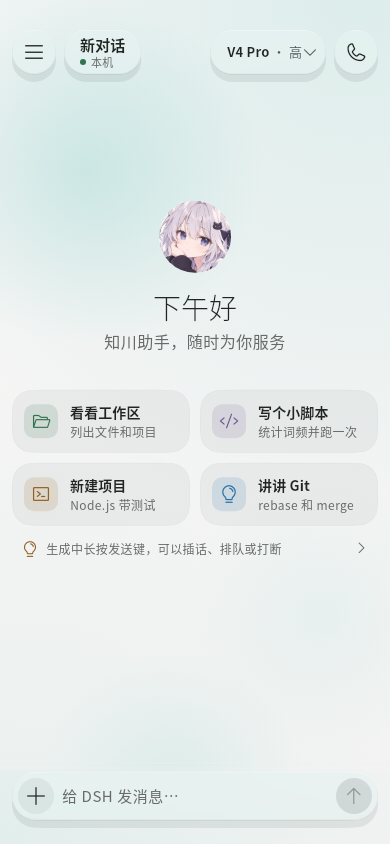 新对话
本机
V4 Pro · 高
下午好
知川助手，随时为你服务
看看工作区
列出文件和项目
写个小脚本
统计词频并跑一次
新建项目
Node.js 带测试
讲讲 Git
rebase 和 merge
生成中长按发送键，可以插话、排队或打断
给 DSH 发消息…